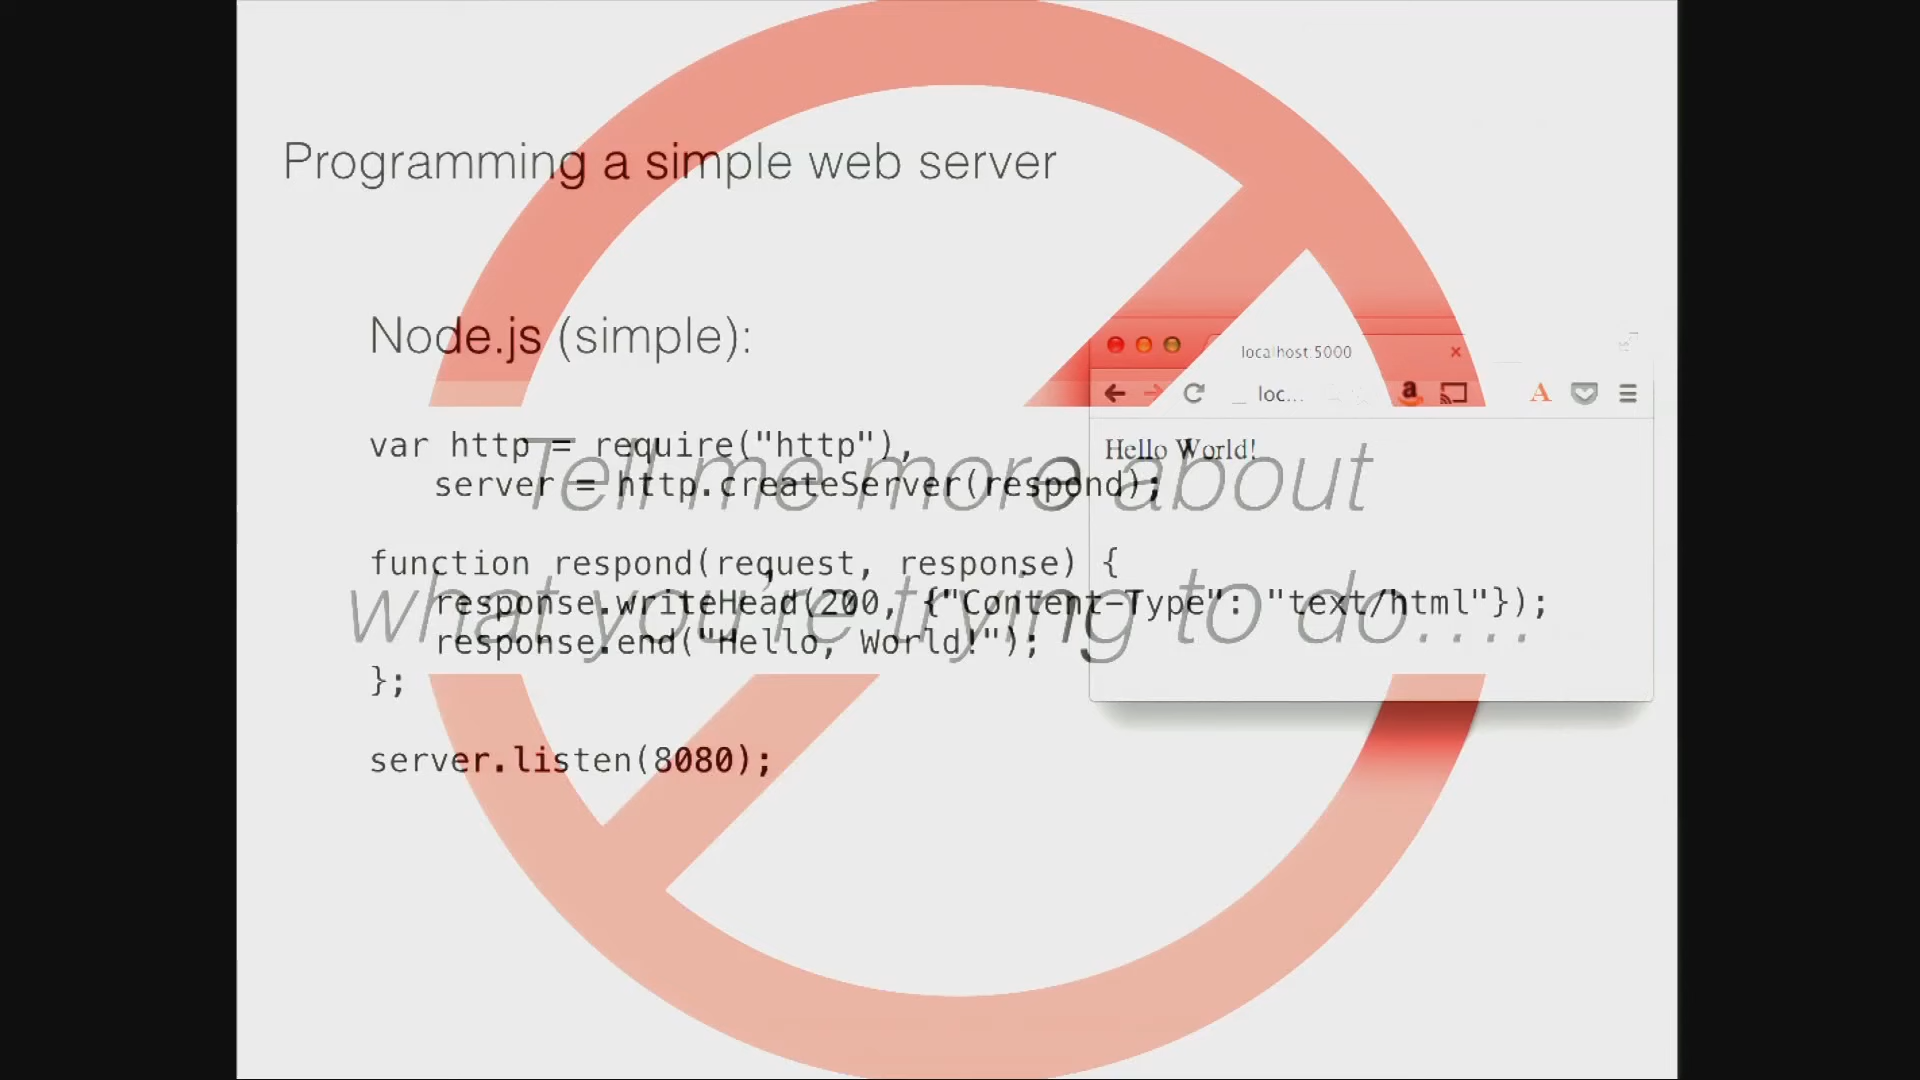 Programming a simple web server
Node.js (simple):
localhost:5000
loc...
Hello World!
var http = require("http"),
server = http.createServer(respond);
Tell me more about
function respond(request, response) {
response.writeHead(200, {"Content-Type": "text/html"});
what you're trying to do....
response.end("Hello, World!");
};
server.listen(8080);